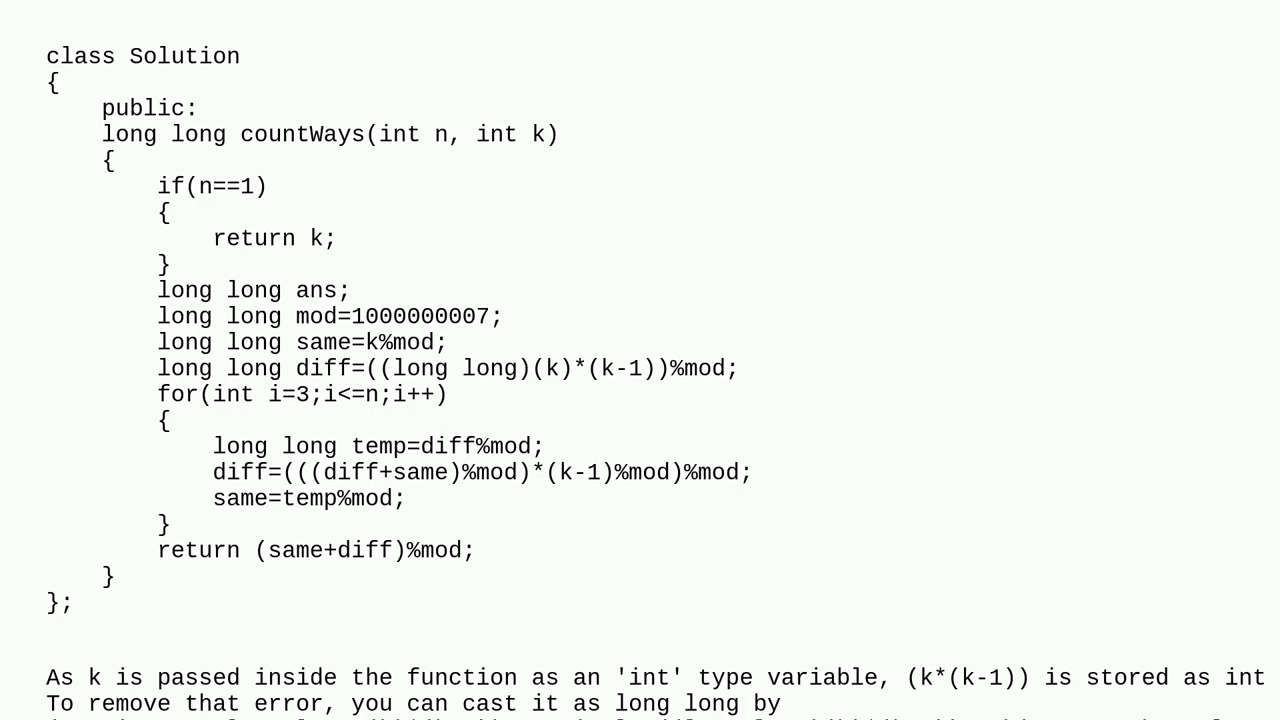 class Solution
{
    public:
    long long countWays(int n, int k)
    {
        if(n==1)
        {
            return k;
        }
        long long ans;
        long long mod=1000000007;
        long long same=k%mod;
        long long diff=((long long)(k)*(k-1))%mod;
        for(int i=3;i<=n;i++)
        {
            long long temp=diff%mod;
            diff=(((diff+same)%mod)*(k-1)%mod)%mod;
            same=temp%mod;
        }
        return (same+diff)%mod;
    }
};
As k is passed inside the function as an 'int' type variable, (k*(k-1)) is stored as int
To remove that error, you can cast it as long long by